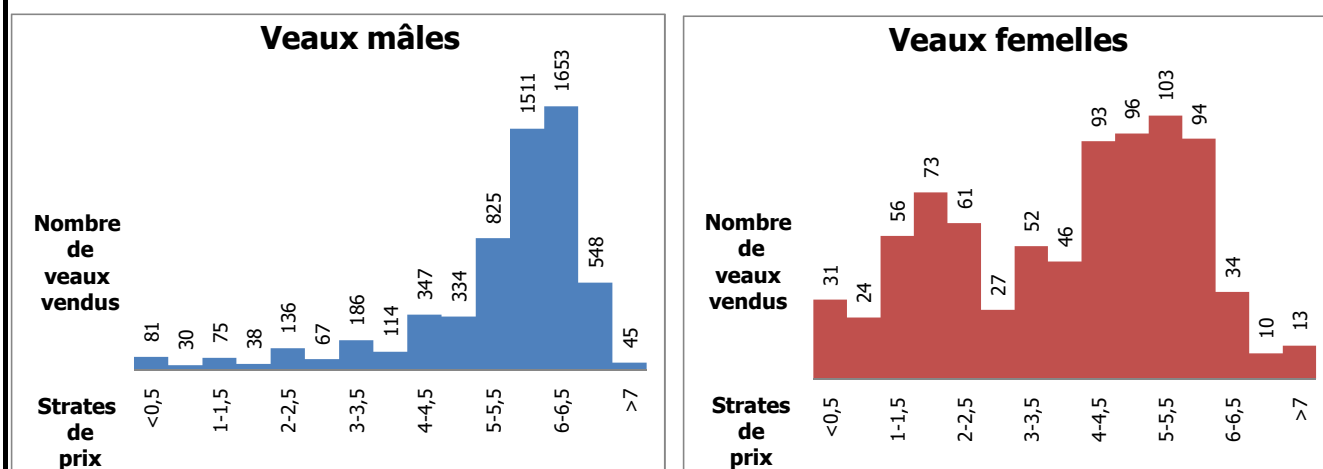 Veaux mâles
Nombre
de
veaux
vendus
81
30
75
38
136
67
186
114
347
334
825
1511
1653
548
45
Strates
de
prix
<0,5
1-1,5
2-2,5
3-3,5
4-4,5
5-5,5
6-6,5
>7
Veaux femelles
Nombre
de
veaux
vendus
31
24
56
73
61
27
52
46
93
96
103
94
34
10
13
Strates
de
prix
<0,5
1-1,5
2-2,5
3-3,5
4-4,5
5-5,5
6-6,5
>7